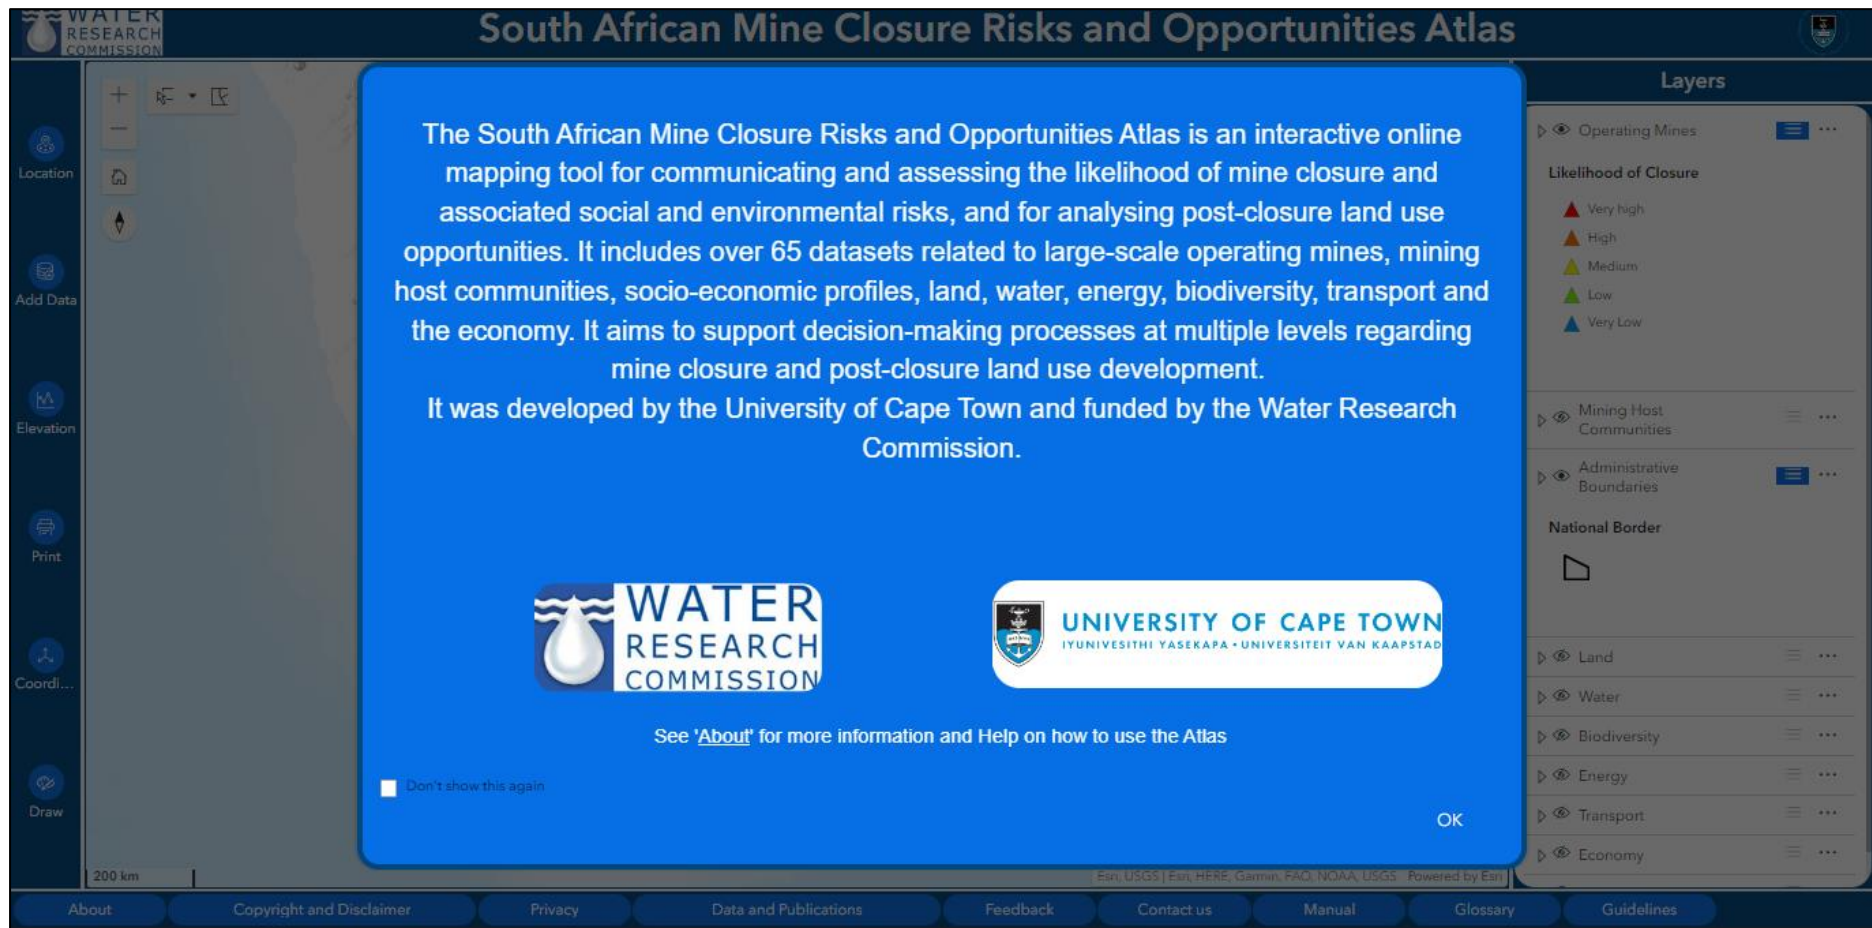 WATER
RESEARCH
COMMISSION
South African Mine Closure Risks and Opportunities Atlas
Location
Add Data
Elevation
Print
Coordi...
Draw
The South African Mine Closure Risks and Opportunities Atlas is an interactive online
mapping tool for communicating and assessing the likelihood of mine closure and
associated social and environmental risks, and for analysing post-closure land use
opportunities. It includes over 65 datasets related to large-scale operating mines, mining
host communities, socio-economic profiles, land, water, energy, biodiversity, transport and
the economy. It aims to support decision-making processes at multiple levels regarding
mine closure and post-closure land use development.
It was developed by the University of Cape Town and funded by the Water Research
Commission.
WATER
RESEARCH
COMMISSION
UNIVERSITY OF CAPE TOWN
IYUNIVESITHI YASEKAPA • UNIVERSITEIT VAN KAAPSTAD
See 'About' for more information and Help on how to use the Atlas
Don't show this again
OK
Layers
Operating Mines
Likelihood of Closure
Very high
High
Medium
Low
Very Low
Mining Host
Communities
Administrative
Boundaries
National Border
Land
Water
Biodiversity
Energy
Transport
Economy
200 km
Esri, USGS | Esri, HERE, Garmin, FAO, NOAA, USGS Powered by Esri
About
Copyright and Disclaimer
Privacy
Data and Publications
Feedback
Contact us
Manual
Glossary
Guidelines